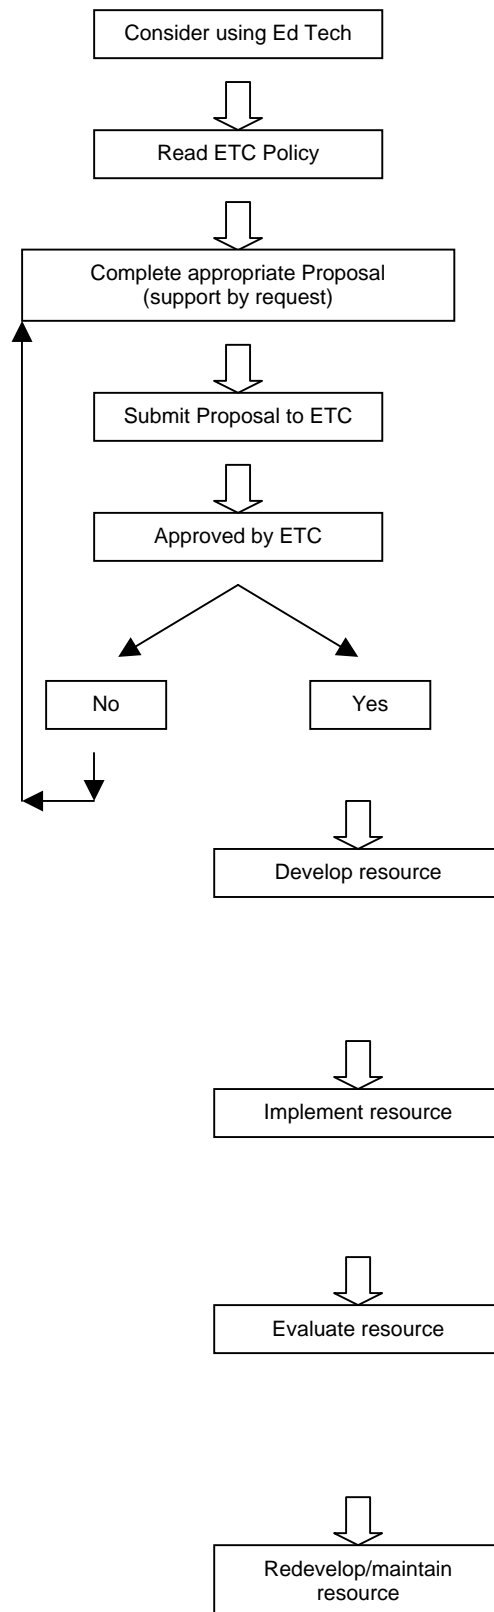 Consider using Ed Tech
Read ETC Policy
Complete appropriate Proposal
(support by request)
Submit Proposal to ETC
Approved by ETC
No
Yes
Develop resource
Implement resource
Evaluate resource
Redevelop/maintain
resource